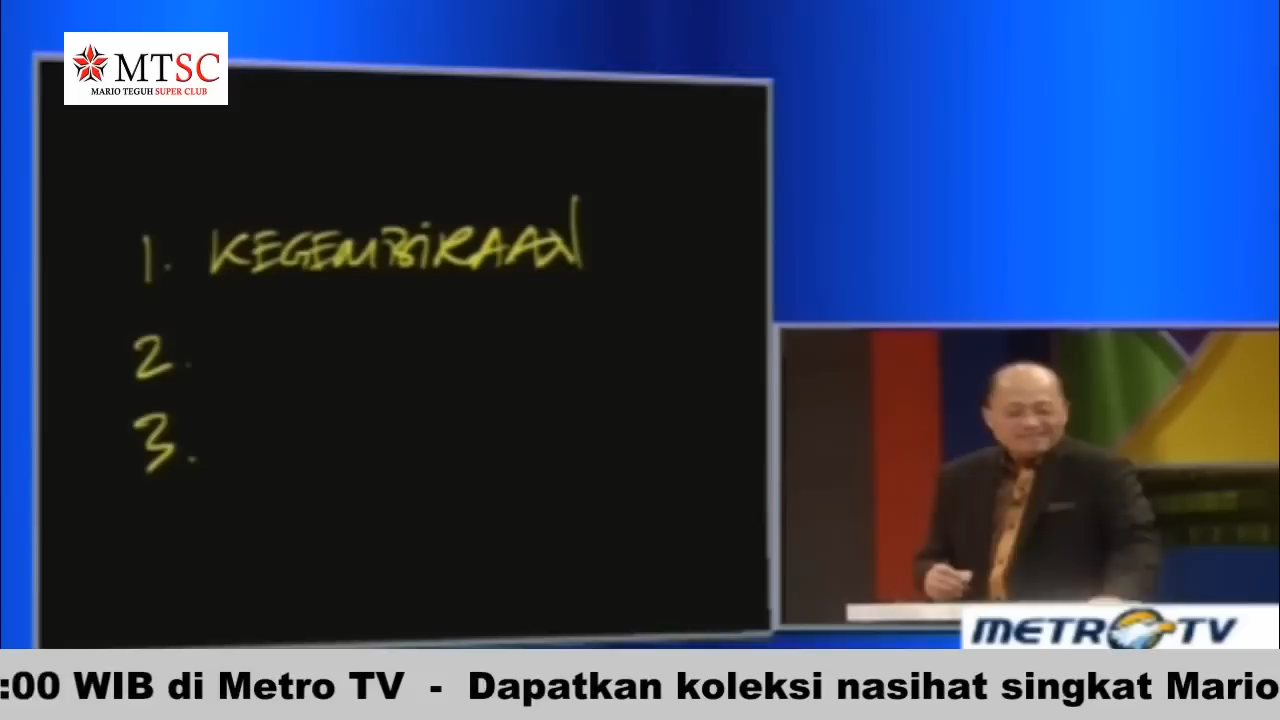 MTSC
MARIO TEGUH SUPER CLUB
1. KEGEMBIRAAN
2.
3.
METRO TV
:00 WIB di Metro TV - Dapatkan koleksi nasihat singkat Mario